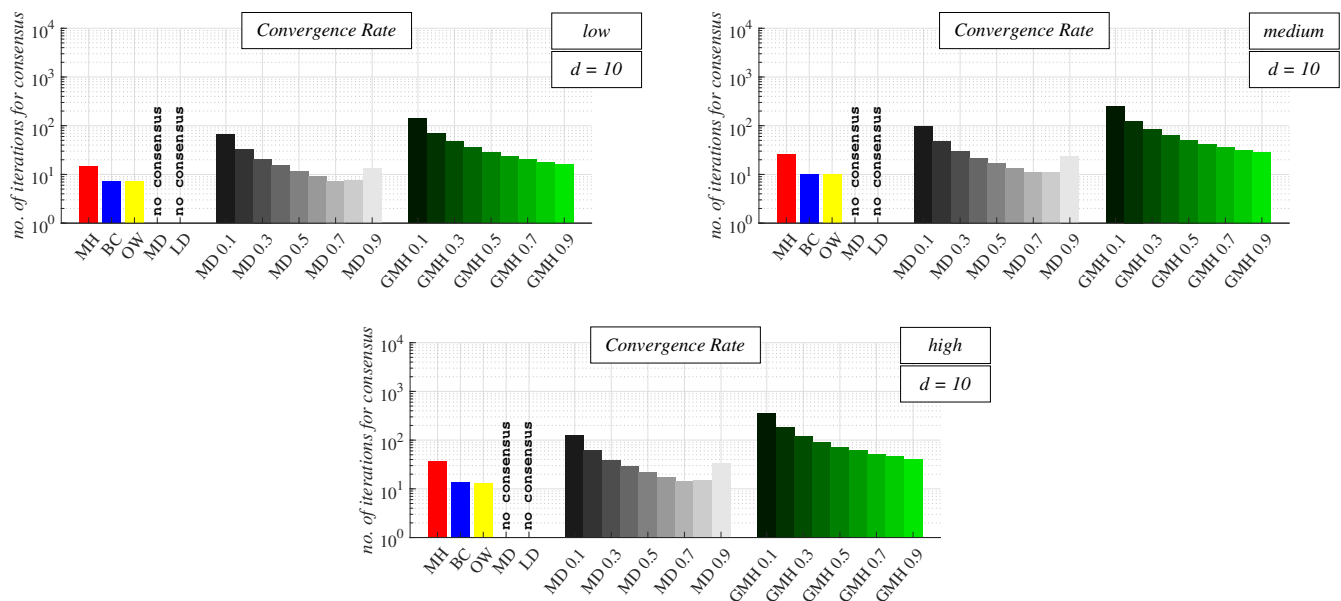 Convergence Rate
low
d = 10
no. of iterations for consensus
10^4
10^3
10^2
10^1
10^0
no consensus
no consensus
MH
BC
OW
MD
LD
MD 0.1
MD 0.3
MD 0.5
MD 0.7
MD 0.9
GMH 0.1
GMH 0.3
GMH 0.5
GMH 0.7
GMH 0.9
Convergence Rate
medium
d = 10
no. of iterations for consensus
10^4
10^3
10^2
10^1
10^0
no consensus
no consensus
MH
BC
OW
MD
LD
MD 0.1
MD 0.3
MD 0.5
MD 0.7
MD 0.9
GMH 0.1
GMH 0.3
GMH 0.5
GMH 0.7
GMH 0.9
Convergence Rate
high
d = 10
no. of iterations for consensus
10^4
10^3
10^2
10^1
10^0
no consensus
no consensus
MH
BC
OW
MD
LD
MD 0.1
MD 0.3
MD 0.5
MD 0.7
MD 0.9
GMH 0.1
GMH 0.3
GMH 0.5
GMH 0.7
GMH 0.9